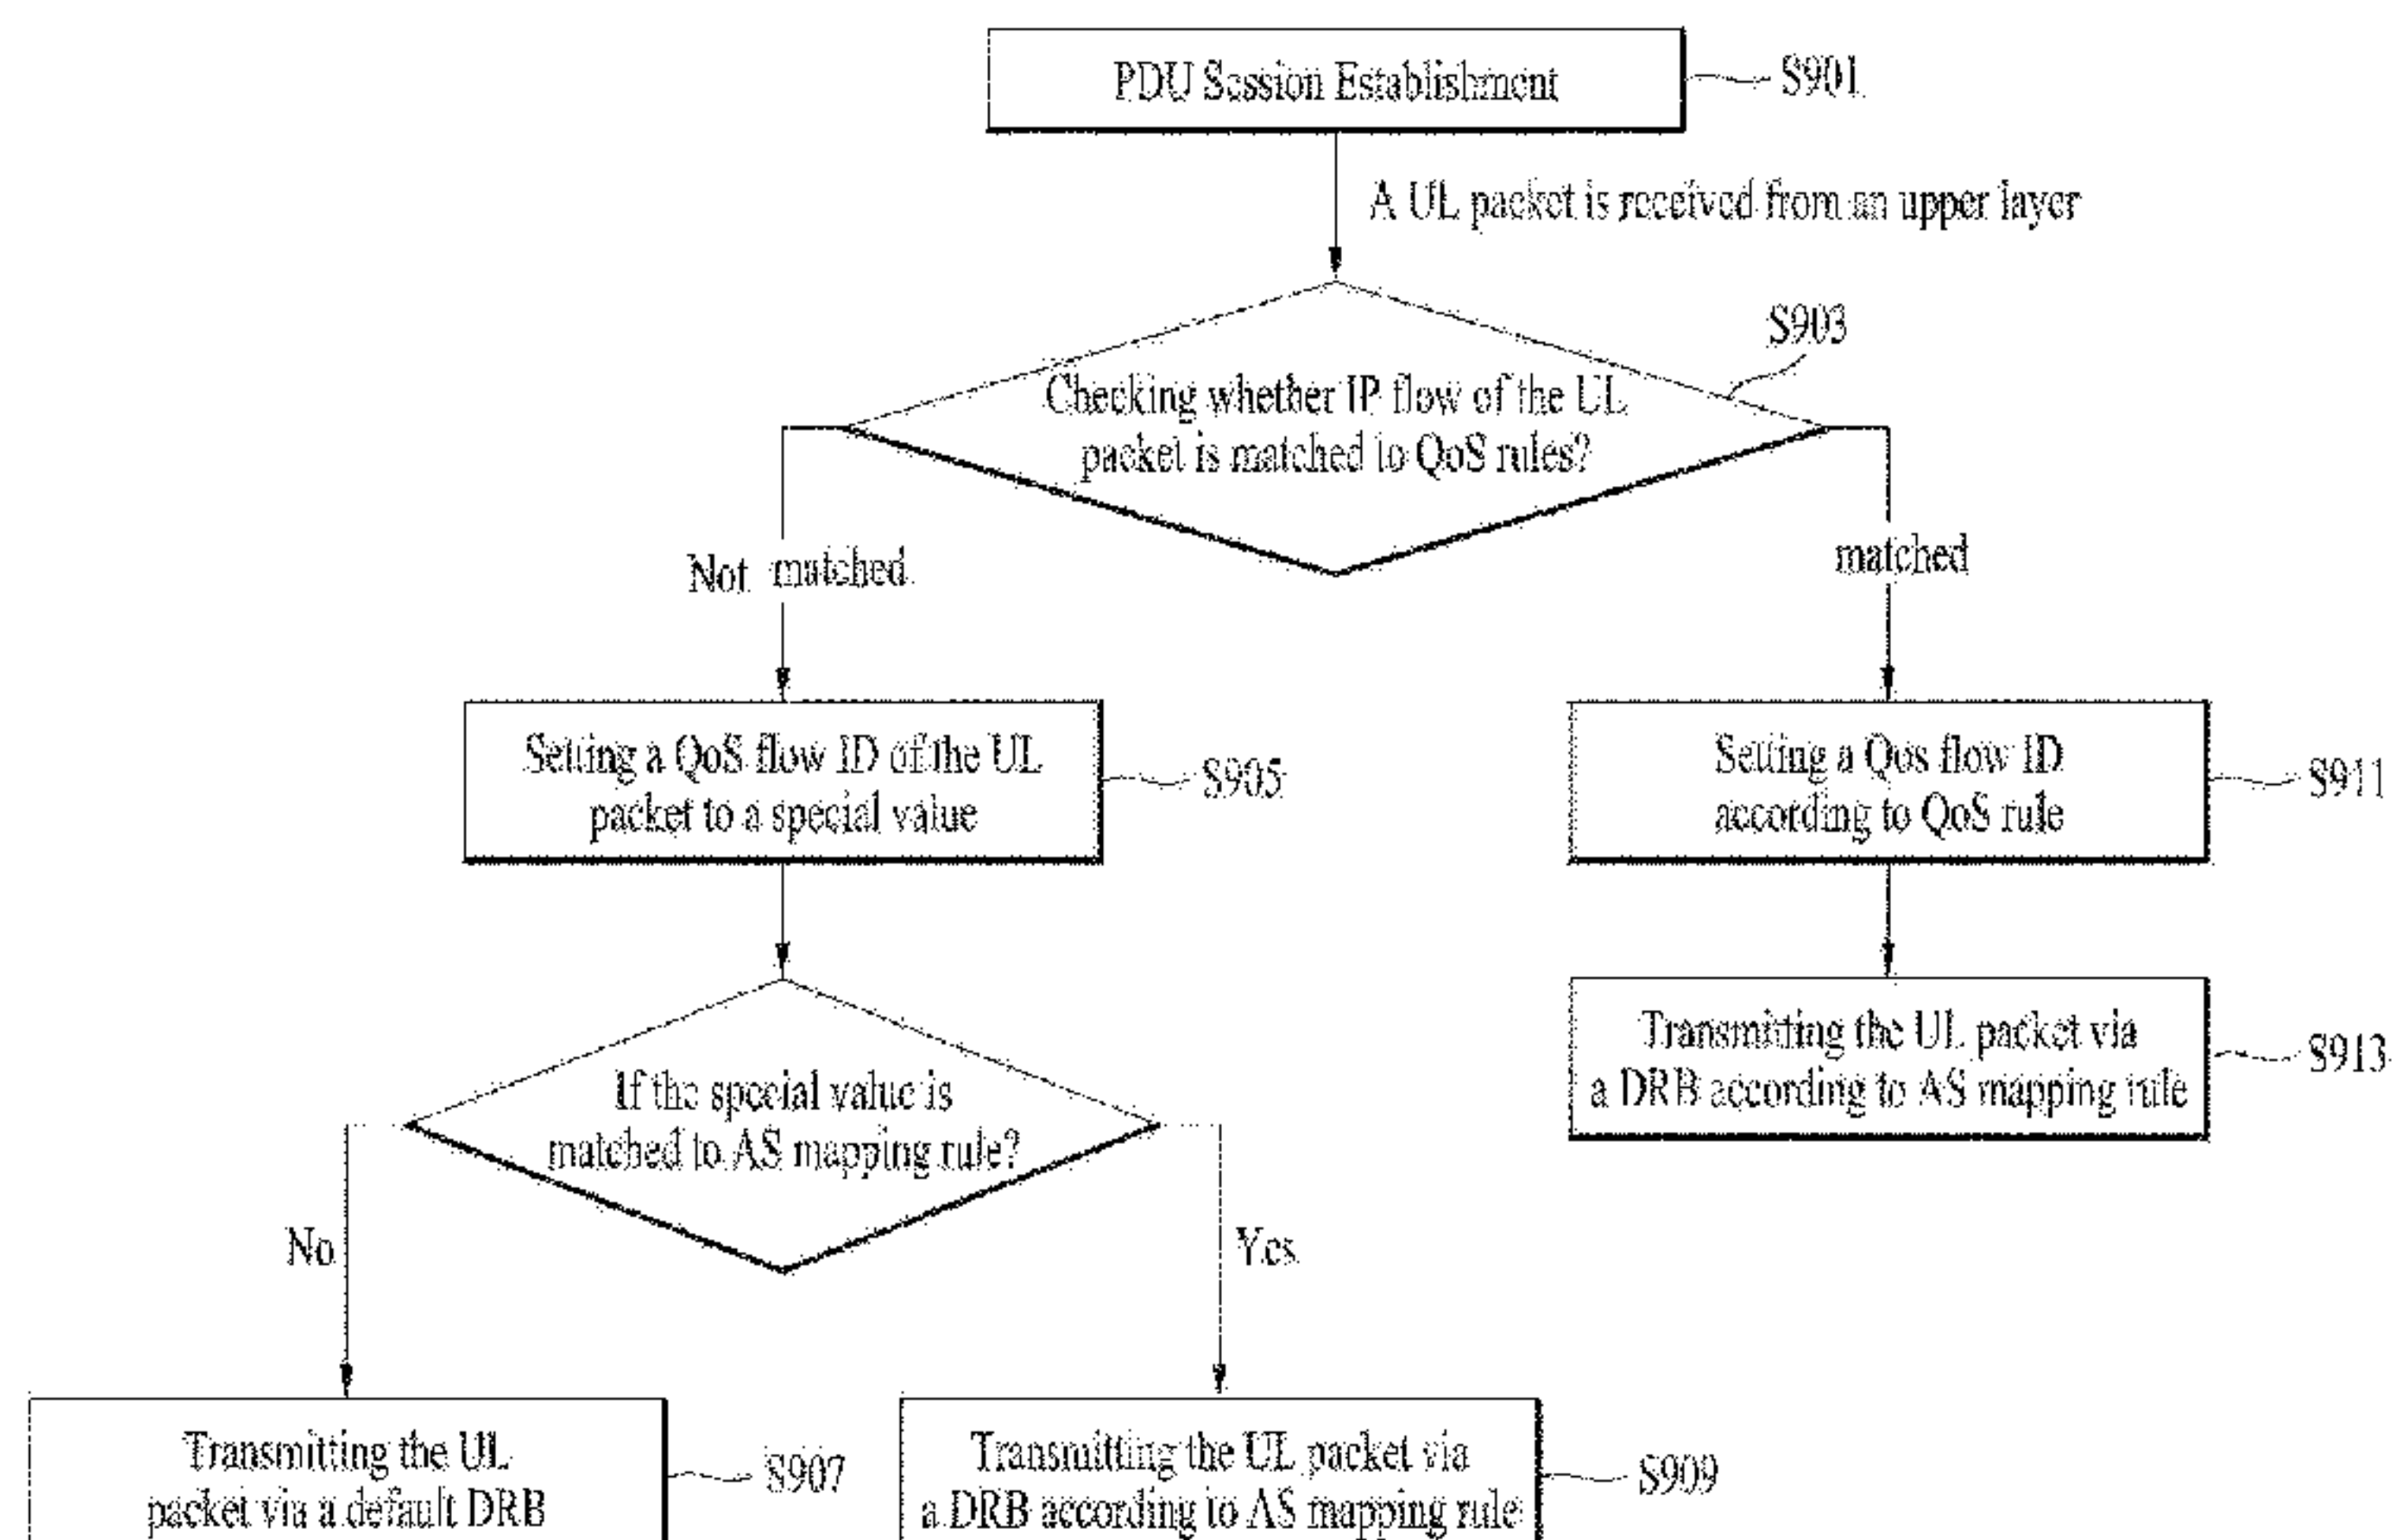 PDU Session Establishment
S901
A UL packet is received from an upper layer
S903
Checking whether IP flow of the UL
packet is matched to QoS rules?
Not matched
matched
Setting a QoS flow ID of the UL
packet to a special value
S905
Setting a Qos flow ID
according to QoS rule
S911
If the special value is
matched to AS mapping rule?
Transmitting the UL packet via
a DRB according to AS mapping rule
S913
No
Yes
Transmitting the UL
packet via a default DRB
S907
Transmitting the UL packet via
a DRB according to AS mapping rule
S909